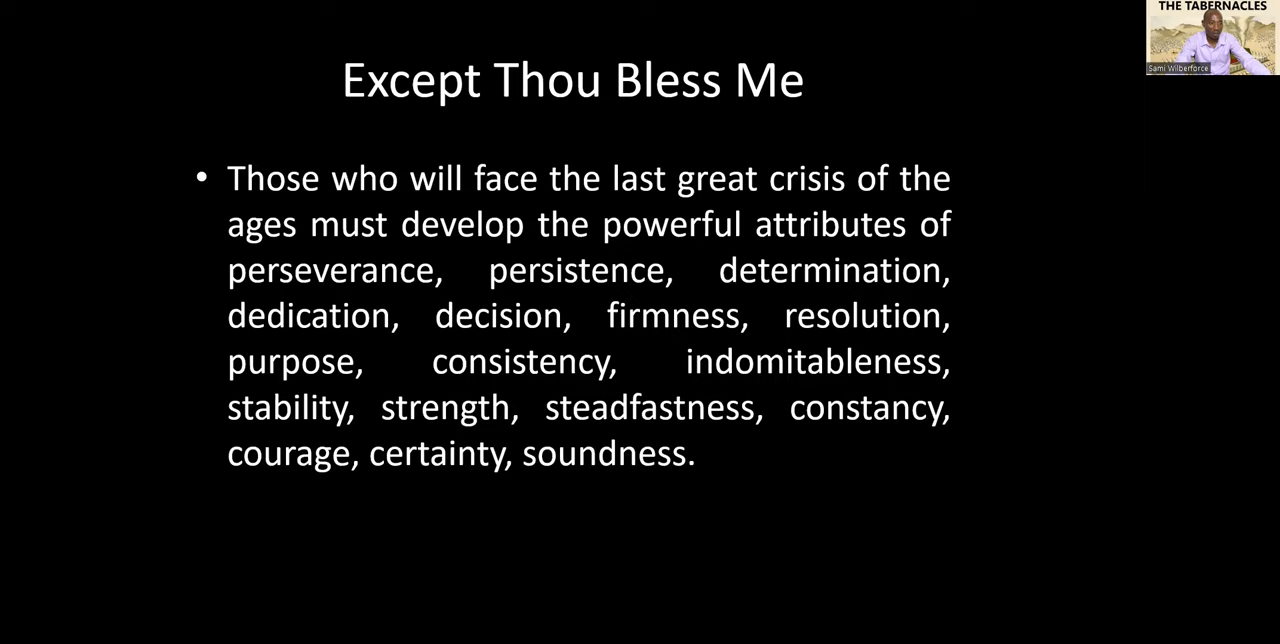 THE TABERNACLES
Sami Wilberforce
Except Thou Bless Me
• Those who will face the last great crisis of the
ages must develop the powerful attributes of
perseverance, persistence, determination,
dedication, decision, firmness, resolution,
purpose, consistency, indomitableness,
stability, strength, steadfastness, constancy,
courage, certainty, soundness.